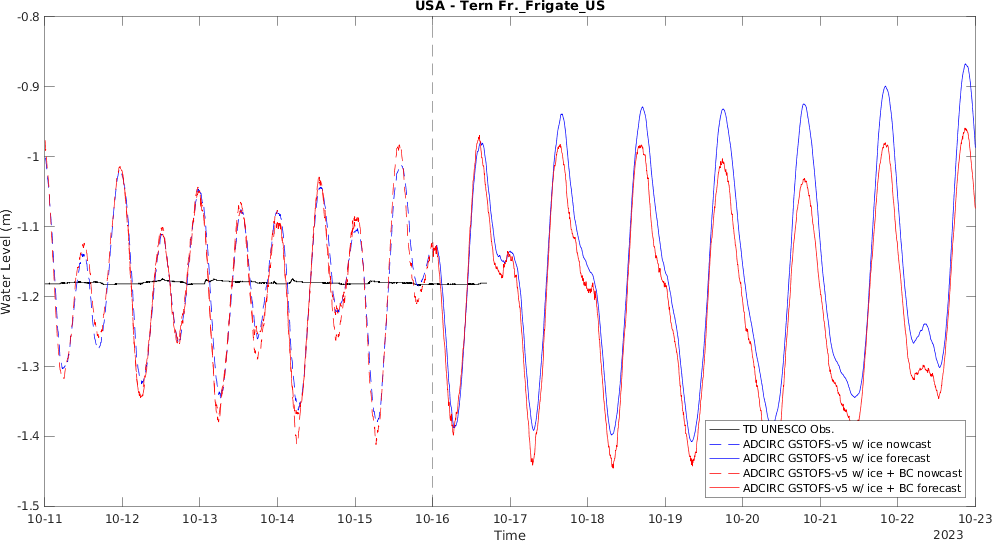 USA - Tern Fr._Frigate_US
Water Level (m)
-0.8
-0.9
-1
-1.1
-1.2
-1.3
-1.4
-1.5
TD UNESCO Obs.
ADCIRC GSTOFS-v5 w/ ice nowcast
ADCIRC GSTOFS-v5 w/ ice forecast
ADCIRC GSTOFS-v5 w/ ice + BC nowcast
ADCIRC GSTOFS-v5 w/ ice + BC forecast
10-11 10-12 10-13 10-14 10-15 10-16 10-17 10-18 10-19 10-20 10-21 10-22 10-23
Time
2023